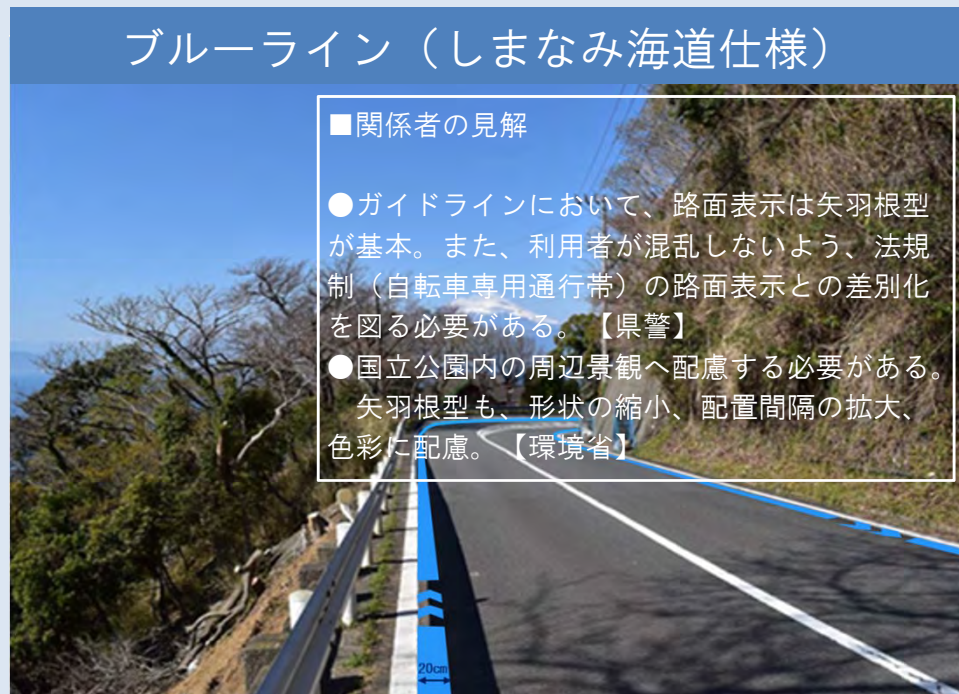 ブルーライン（しまなみ海道仕様）
■関係者の見解
●ガイドラインにおいて、路面表示は矢羽根型
が基本。また、利用者が混乱しないよう、法規
制（自転車専用通行帯）の路面表示との差別化
を図る必要がある。【県警】
●国立公園内の周辺景観へ配慮する必要がある。
矢羽根型も、形状の縮小、配置間隔の拡大、
色彩に配慮。【環境省】
20cm